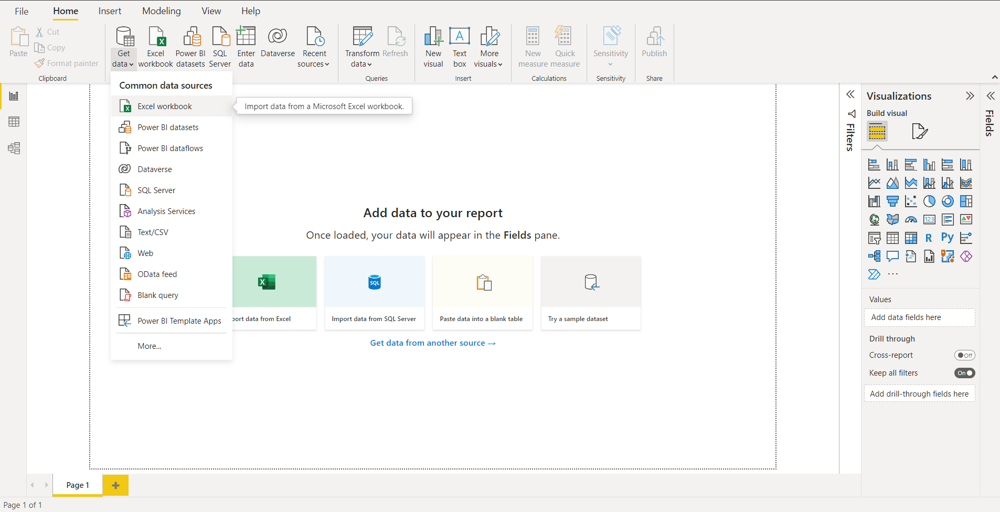 File
Home
Insert
Modeling
View
Help
Paste
Cut
Copy
Format painter
Clipboard
Get
data
Excel
workbook
Power BI
datasets
SQL
Server
Enter
data
Dataverse
Recent
sources
Transform
data
Refresh
Queries
New
visual
A
Text
box
More
visuals
Insert
New
measure
Quick
measure
Calculations
Sensitivity
Sensitivity
Publish
Share
Common data sources
Excel workbook
Power BI datasets
Power BI dataflows
Dataverse
SQL Server
Analysis Services
Text/CSV
Web
OData feed
Blank query
Power BI Template Apps
More...
Import data from a Microsoft Excel workbook.
Add data to your report
Once loaded, your data will appear in the Fields pane.
ort data from Excel
SQL
Import data from SQL Server
Paste data into a blank table
Try a sample dataset
Get data from another source →
Filters
Visualizations
Build visual
123
R
Py
...
Values
Add data fields here
Drill through
Cross-report
Off
Keep all filters
On
Add drill-through fields here
Fields
Page 1
Page 1 of 1